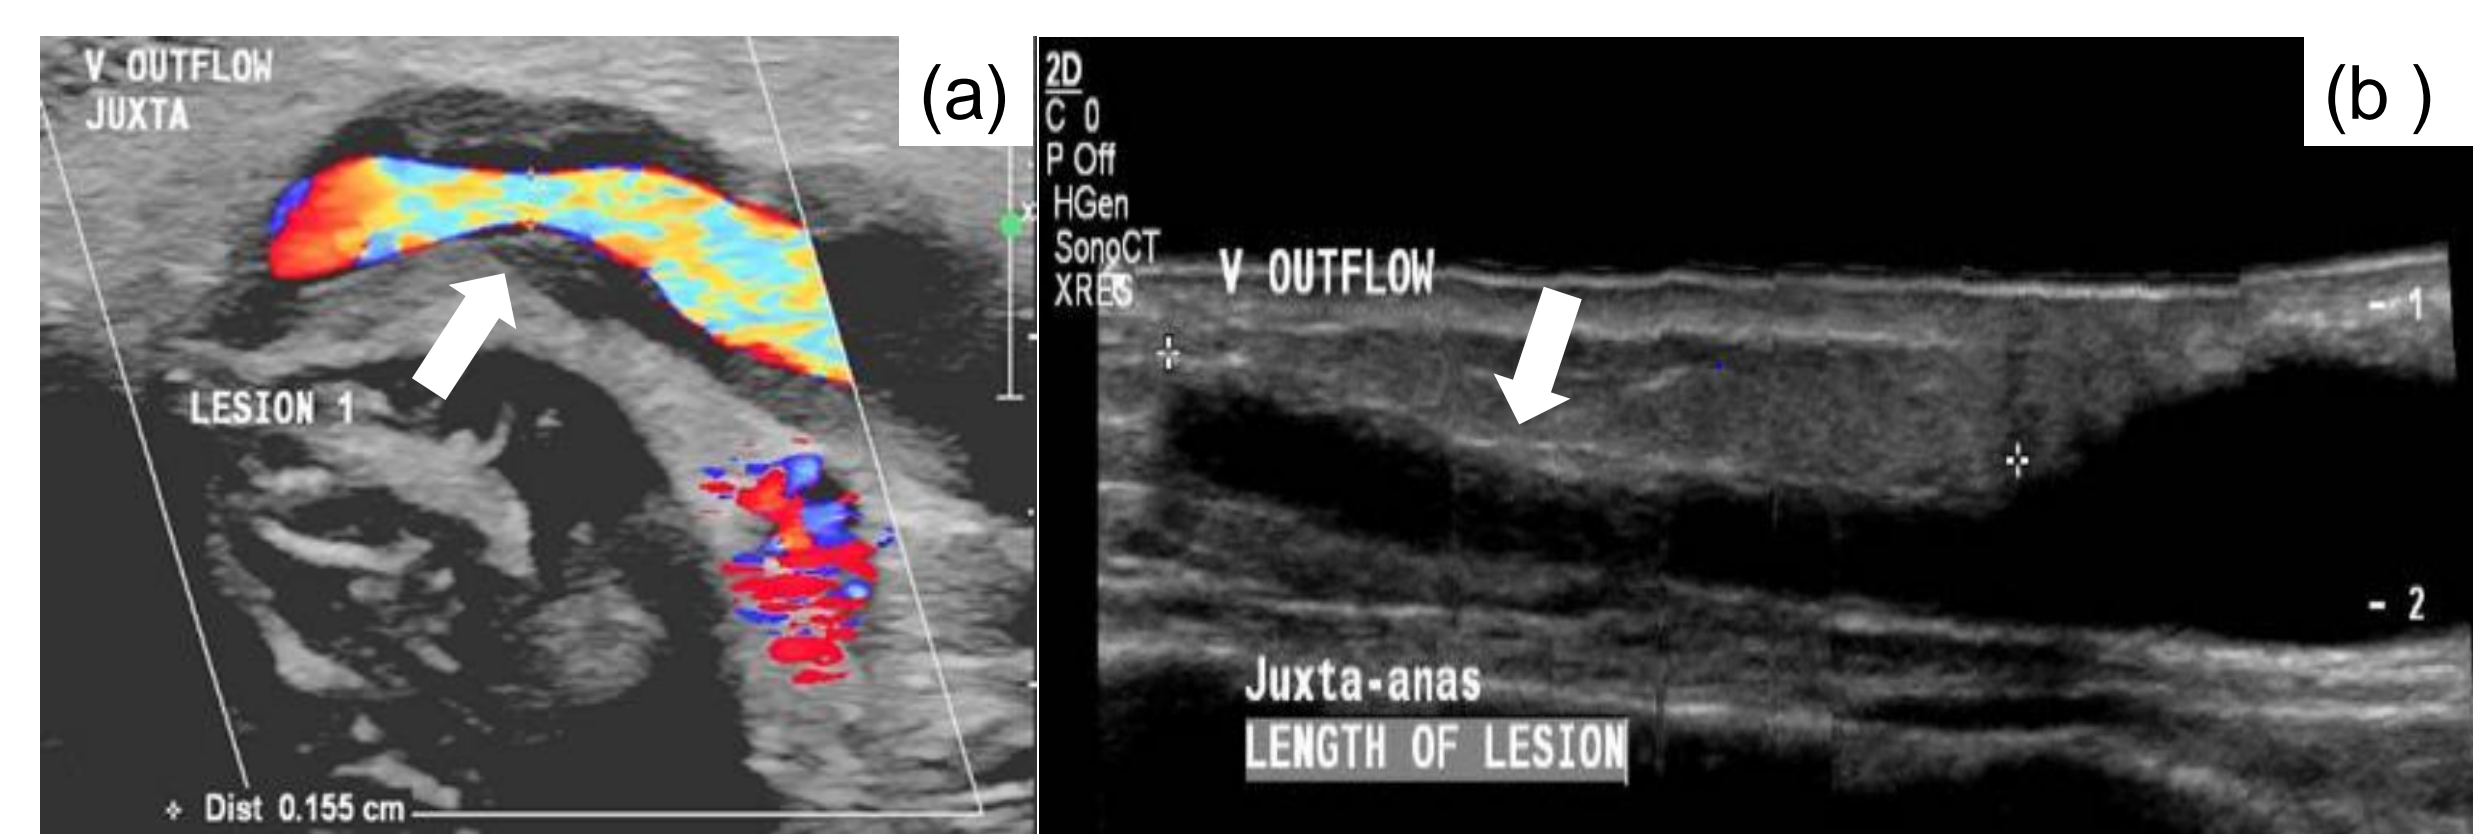 V OUTFLOW
JUXTA
(a)
LESION 1
Dist 0.155 cm
2D
C 0
P Off
HGen
SonoCT
XRES
V OUTFLOW
(b )
- 1
- 2
Juxta-anas
LENGTH OF LESION